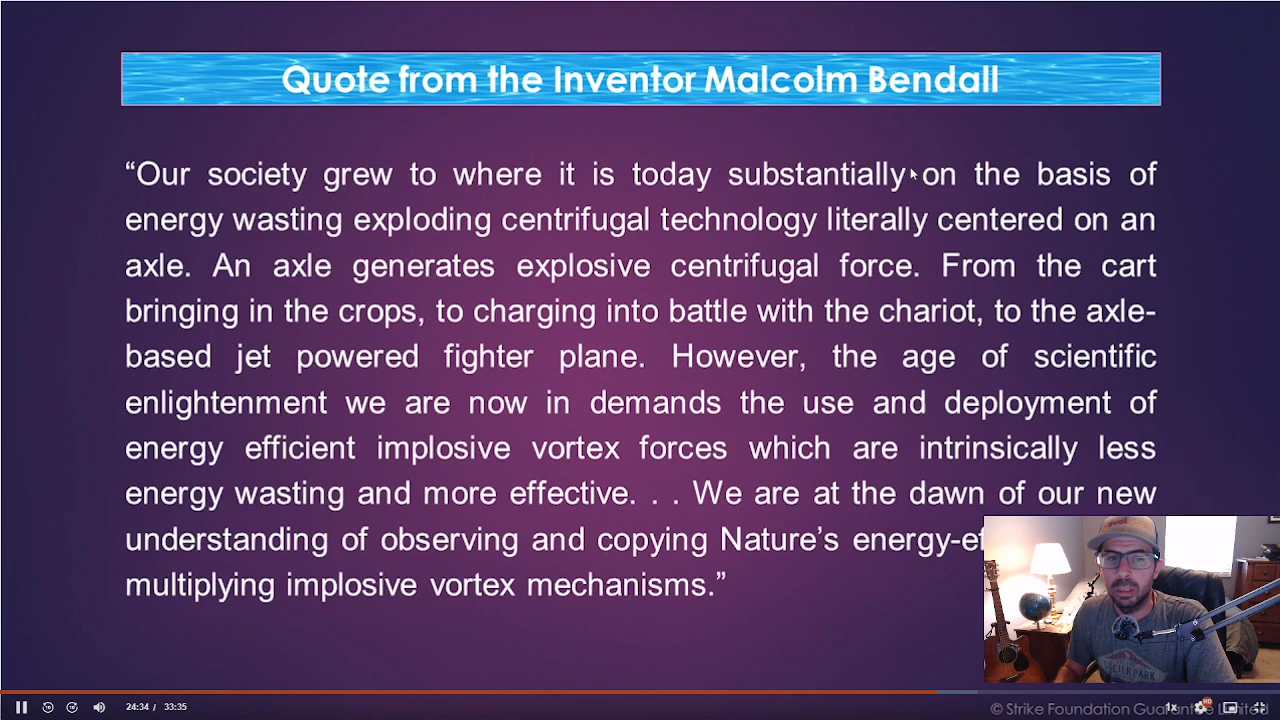 Quote from the Inventor Malcolm Bendall
“Our society grew to where it is today substantially on the basis of
energy wasting exploding centrifugal technology literally centered on an
axle. An axle generates explosive centrifugal force. From the cart
bringing in the crops, to charging into battle with the chariot, to the axle-
based jet powered fighter plane. However, the age of scientific
enlightenment we are now in demands the use and deployment of
energy efficient implosive vortex forces which are intrinsically less
energy wasting and more effective. . . We are at the dawn of our new
understanding of observing and copying Nature’s
multiplying implosive vortex mechanisms.”
24:34 / 33:35
© Strike Foundation Guarantee Limited
1x
HD